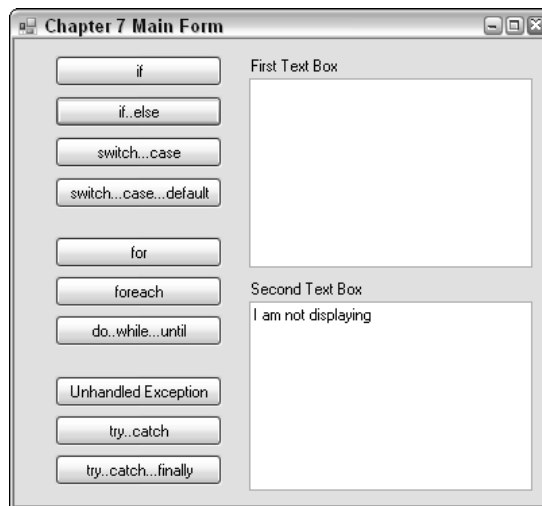 Chapter 7 Main Form
if
if..else
switch...case
switch...case...default
for
foreach
do..while...until
Unhandled Exception
try..catch
try..catch...finally
First Text Box
Second Text Box
I am not displaying